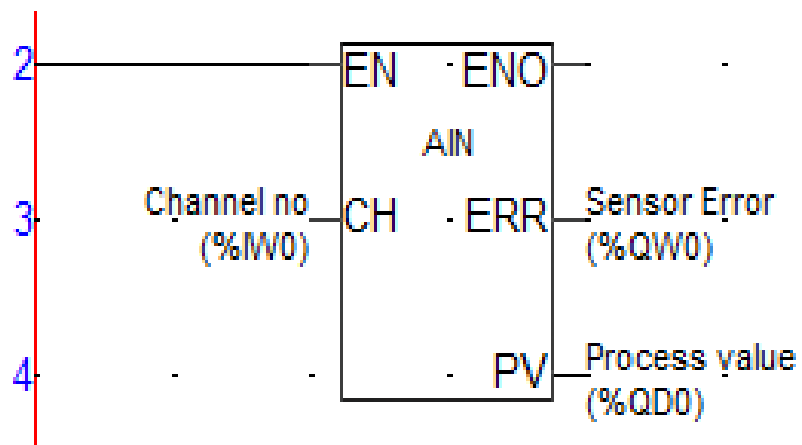 2
EN ENO
AIN
3
Channel no
(%IW0)
CH ERR
Sensor Error
(%QW0)
4
PV
Process value
(%QD0)